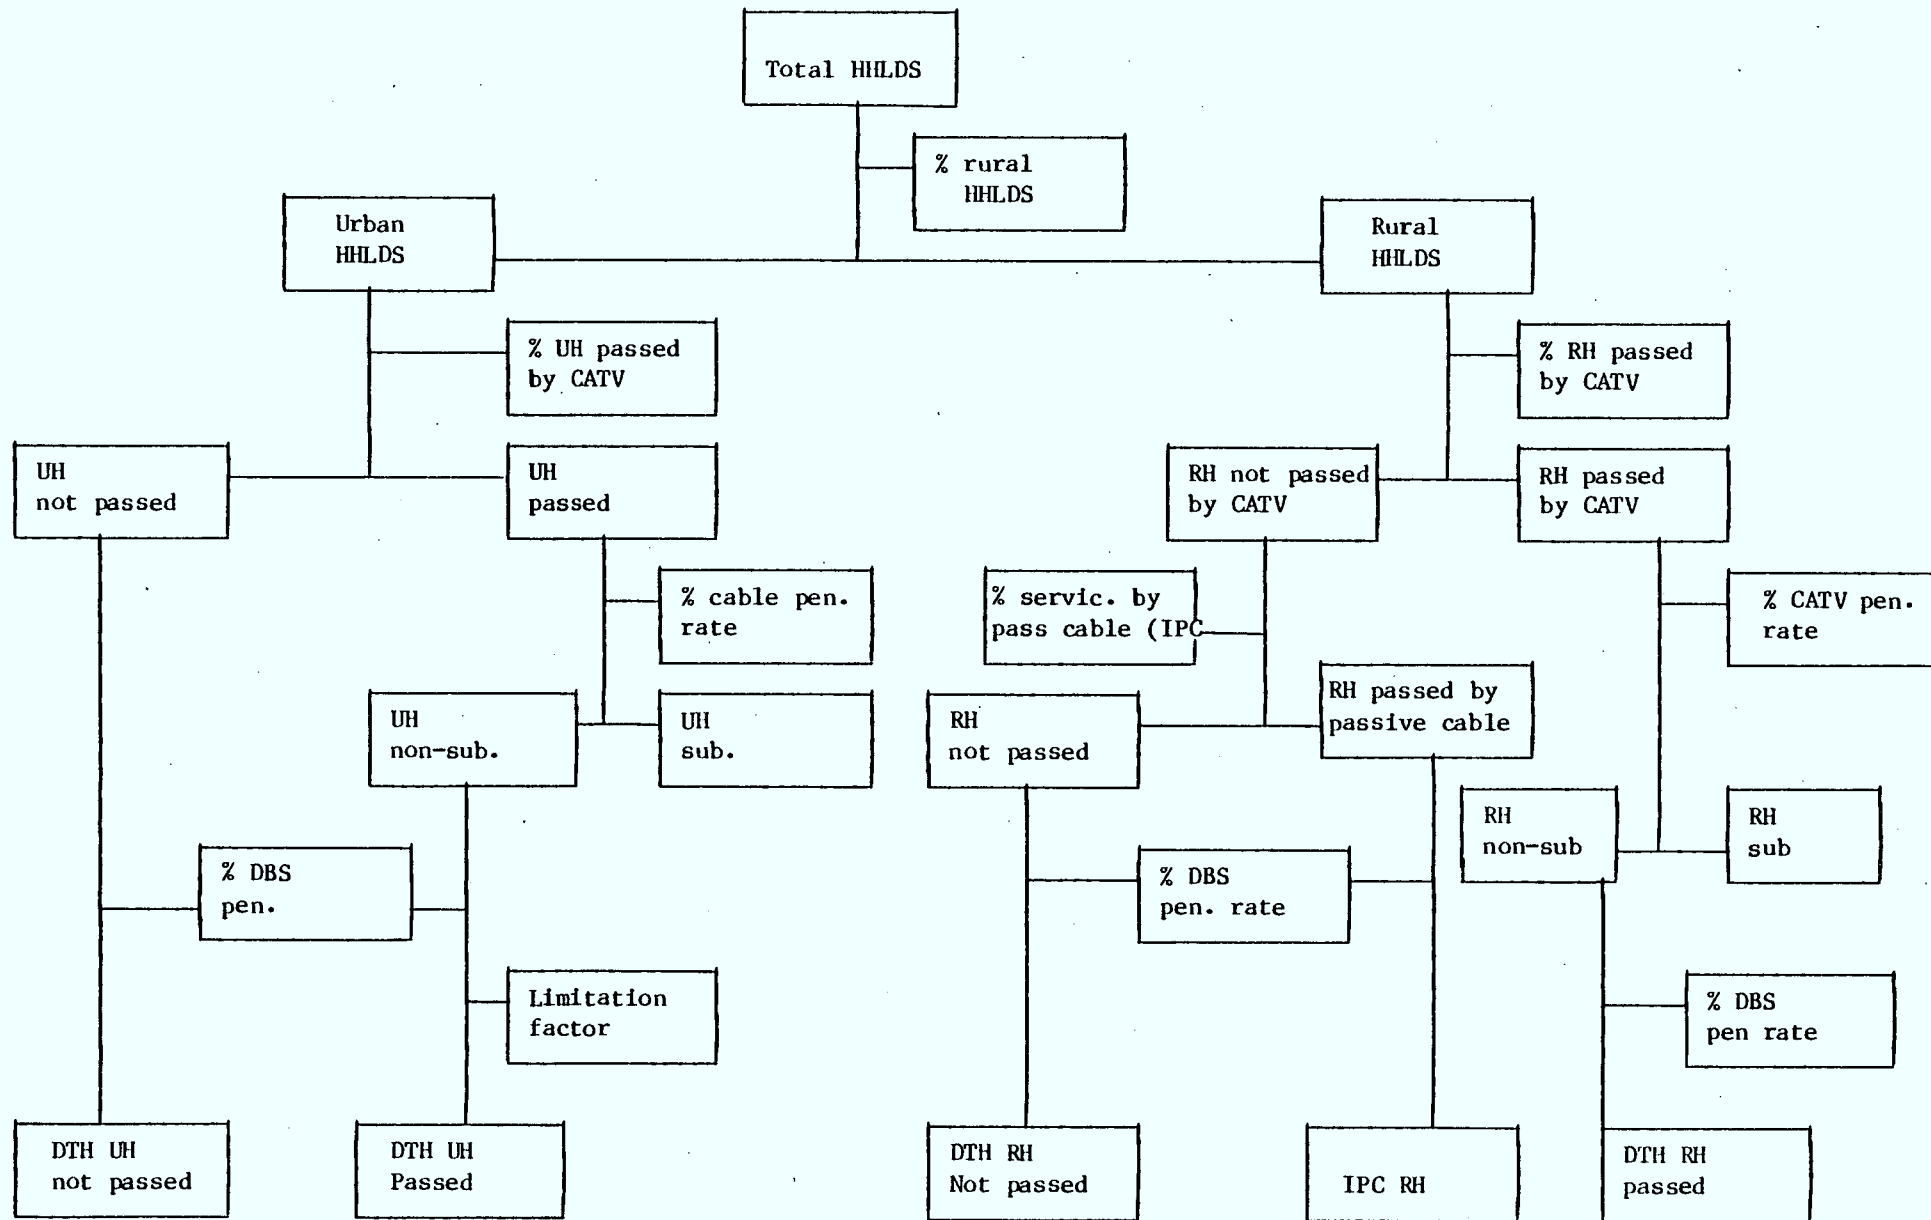 Total HHLDS
% rural
HHLDS
Urban
HHLDS
Rural
HHLDS
% UH passed
by CATV
% RH passed
by CATV
UH
not passed
UH
passed
RH not passed
by CATV
RH passed
by CATV
% cable pen.
rate
% servic. by
pass cable (IPC
% CATV pen.
rate
UH
non-sub.
UH
sub.
RH
not passed
RH passed by
passive cable
RH
non-sub
RH
sub
% DBS
pen.
% DBS
pen. rate
Limitation
factor
% DBS
pen rate
DTH UH
not passed
DTH UH
Passed
DTH RH
Not passed
IPC RH
DTH RH
passed